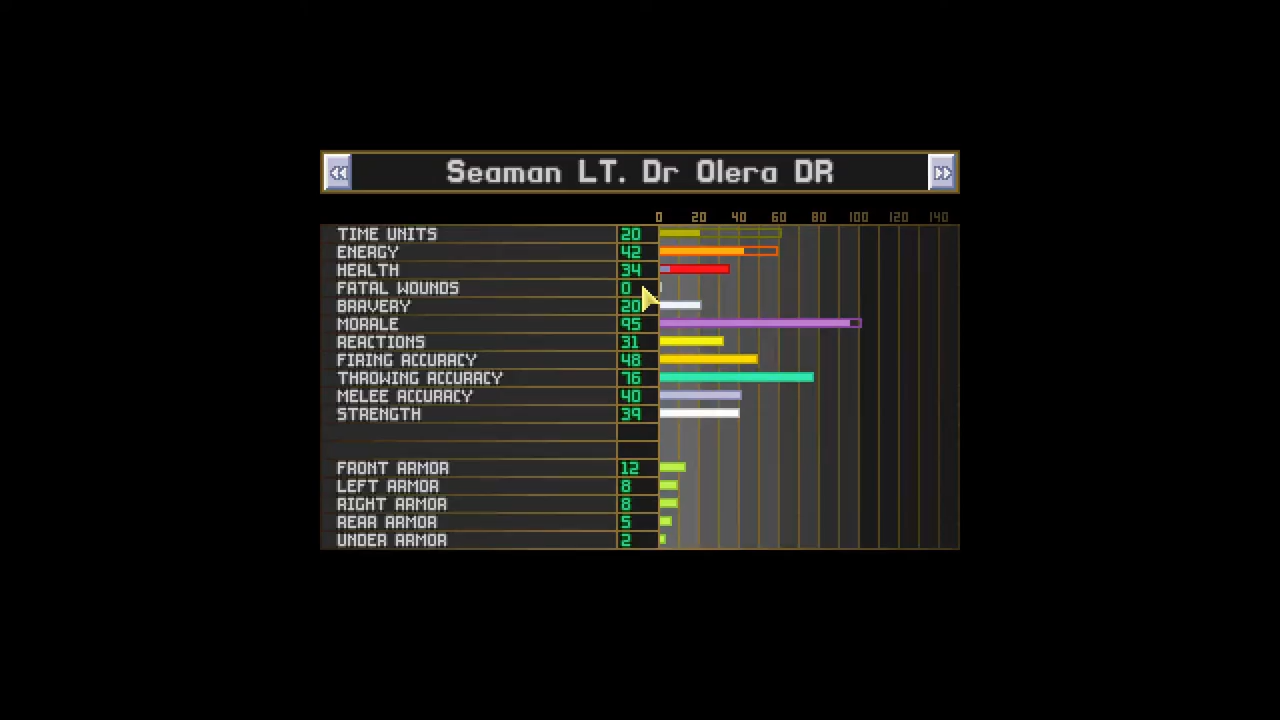 Seaman LT. Dr Olera DR
0 20 40 60 80 100 120 140
TIME UNITS 20
ENERGY 42
HEALTH 34
FATAL WOUNDS 0
BRAVERY 20
MORALE 95
REACTIONS 31
FIRING ACCURACY 48
THROWING ACCURACY 76
MELEE ACCURACY 40
STRENGTH 39
FRONT ARMOR 12
LEFT ARMOR 8
RIGHT ARMOR 8
REAR ARMOR 5
UNDER ARMOR 2